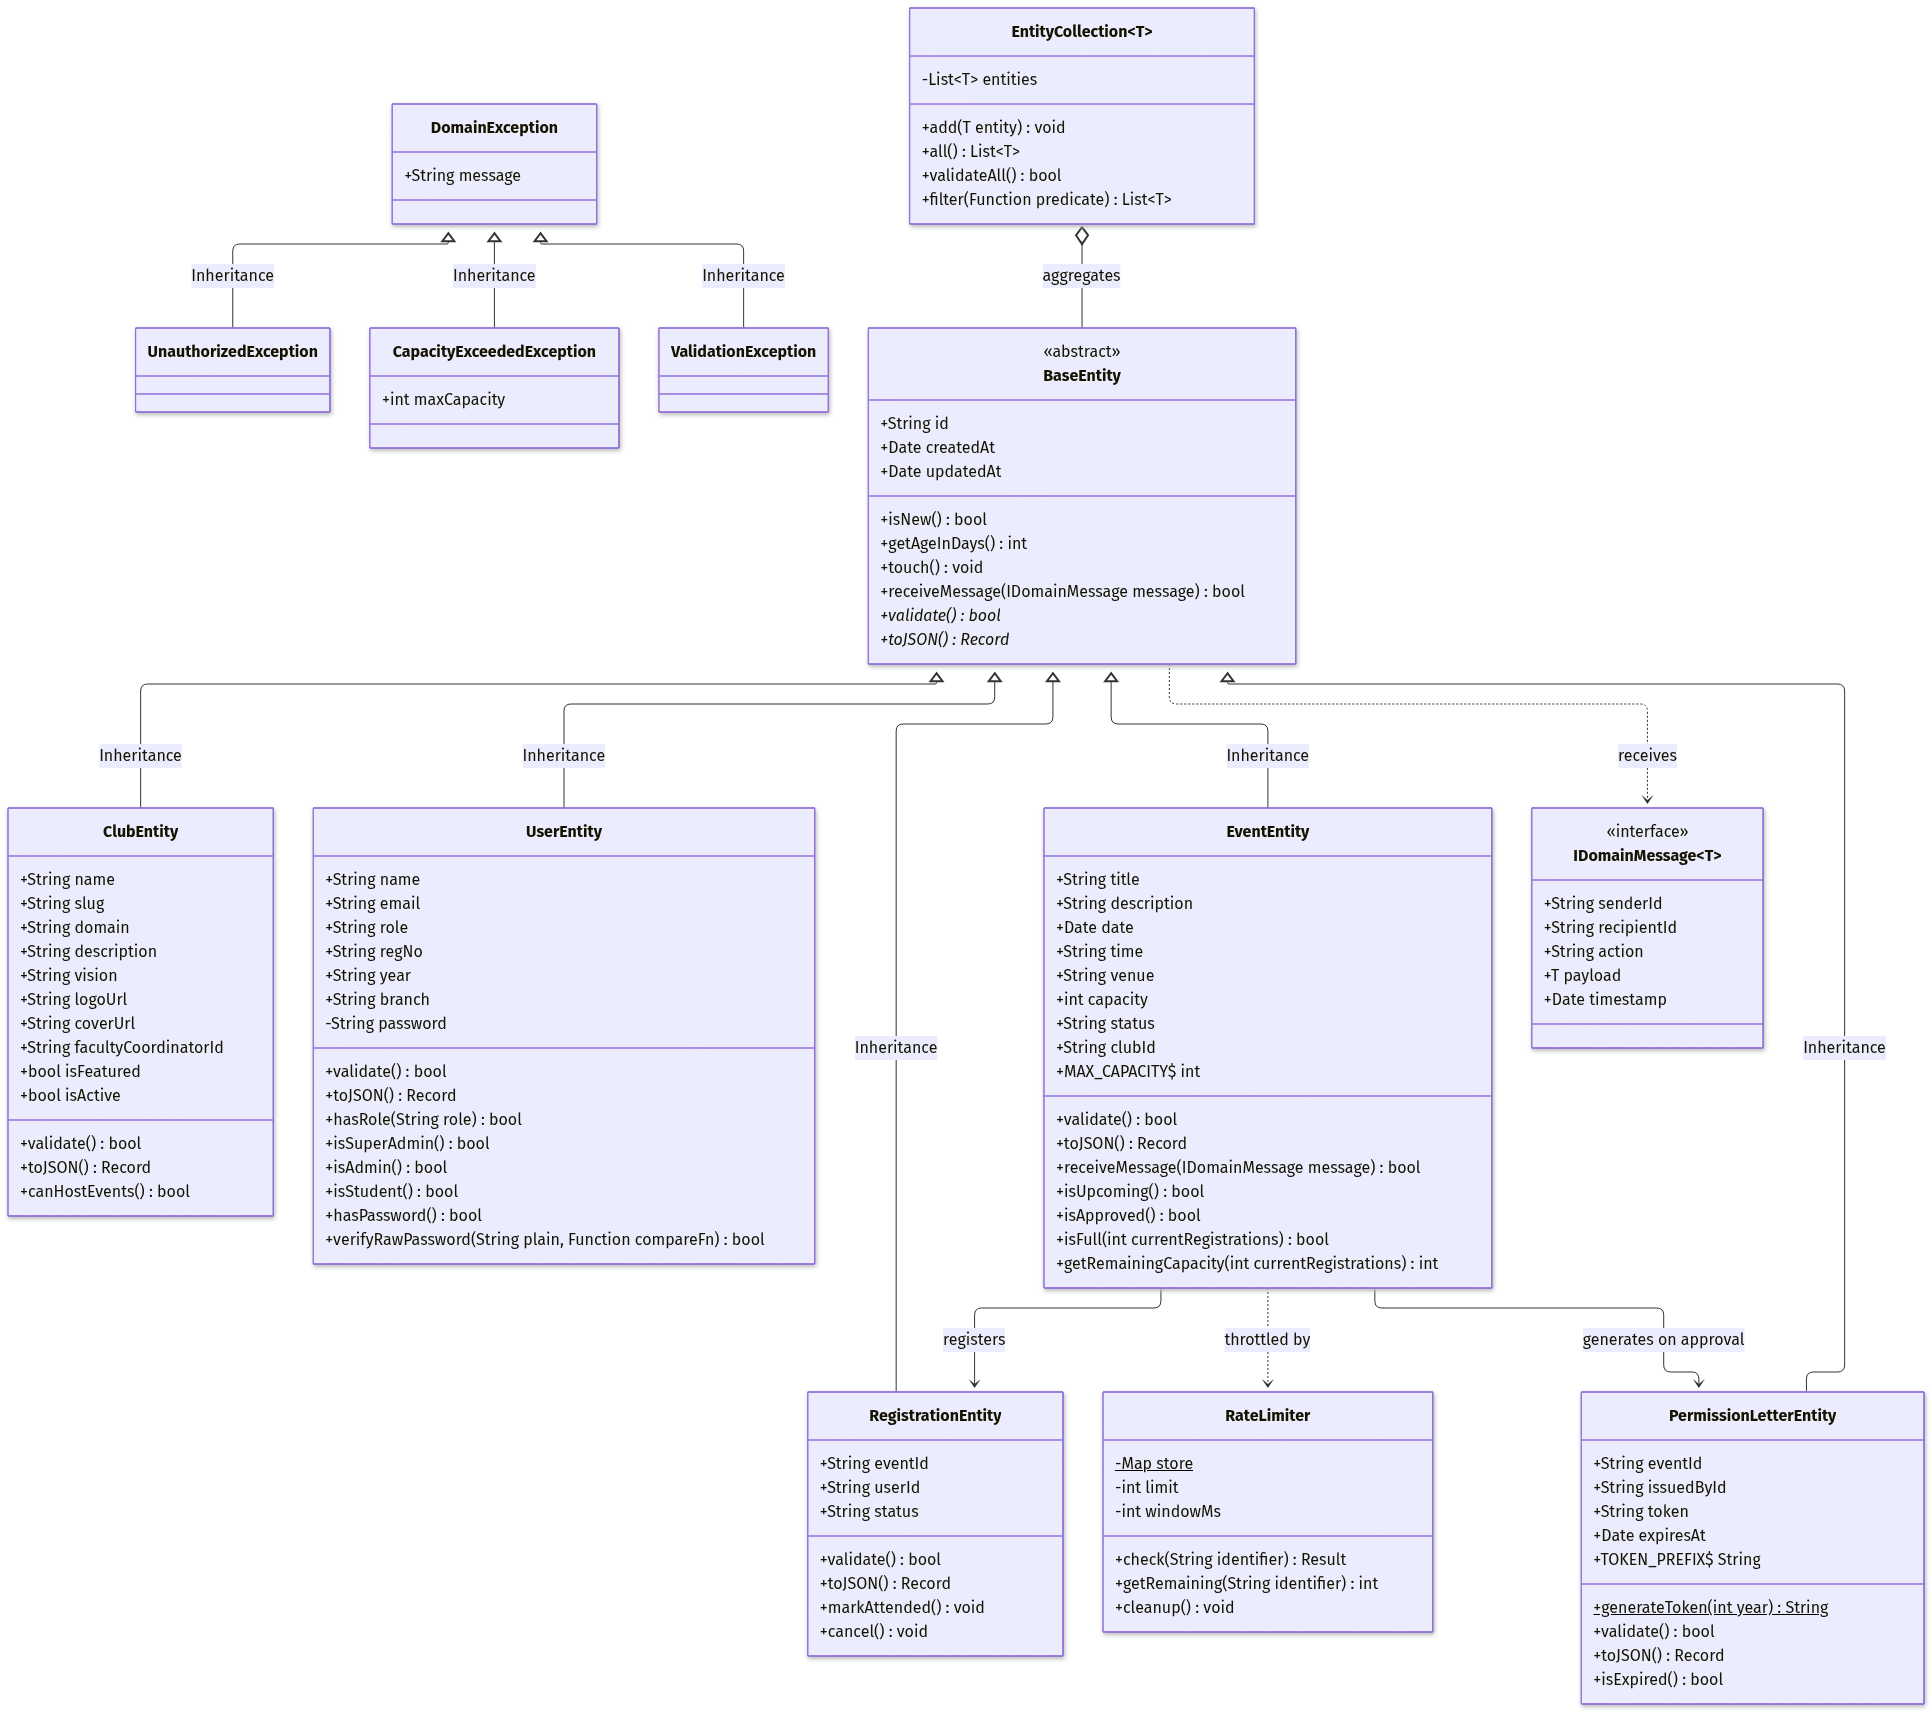 EntityCollection<T>
-List<T> entities
+add(T entity) : void
+all() : List<T>
+validateAll() : bool
+filter(Function predicate) : List<T>
DomainException
+String message
Inheritance
Inheritance
Inheritance
aggregates
UnauthorizedException
CapacityExceededException
+int maxCapacity
ValidationException
«abstract»
BaseEntity
+String id
+Date createdAt
+Date updatedAt
+isNew() : bool
+getAgeInDays() : int
+touch() : void
+receiveMessage(IDomainMessage message) : bool
+validate() : bool
+toJSON() : Record
Inheritance
Inheritance
Inheritance
receives
ClubEntity
+String name
+String slug
+String domain
+String description
+String vision
+String logoUrl
+String coverUrl
+String facultyCoordinatorId
+bool isFeatured
+bool isActive
+validate() : bool
+toJSON() : Record
+canHostEvents() : bool
UserEntity
+String name
+String email
+String role
+String regNo
+String year
+String branch
-String password
+validate() : bool
+toJSON() : Record
+hasRole(String role) : bool
+isSuperAdmin() : bool
+isAdmin() : bool
+isStudent() : bool
+hasPassword() : bool
+verifyRawPassword(String plain, Function compareFn) : bool
Inheritance
EventEntity
+String title
+String description
+Date date
+String time
+String venue
+int capacity
+String status
+String clubId
+MAX_CAPACITY$ int
+validate() : bool
+toJSON() : Record
+receiveMessage(IDomainMessage message) : bool
+isUpcoming() : bool
+isApproved() : bool
+isFull(int currentRegistrations) : bool
+getRemainingCapacity(int currentRegistrations) : int
«interface»
IDomainMessage<T>
+String senderId
+String recipientId
+String action
+T payload
+Date timestamp
Inheritance
registers
throttled by
generates on approval
RegistrationEntity
+String eventId
+String userId
+String status
+validate() : bool
+toJSON() : Record
+markAttended() : void
+cancel() : void
RateLimiter
-Map store
-int limit
-int windowMs
+check(String identifier) : Result
+getRemaining(String identifier) : int
+cleanup() : void
PermissionLetterEntity
+String eventId
+String issuedById
+String token
+Date expiresAt
+TOKEN_PREFIX$ String
+generateToken(int year) : String
+validate() : bool
+toJSON() : Record
+isExpired() : bool